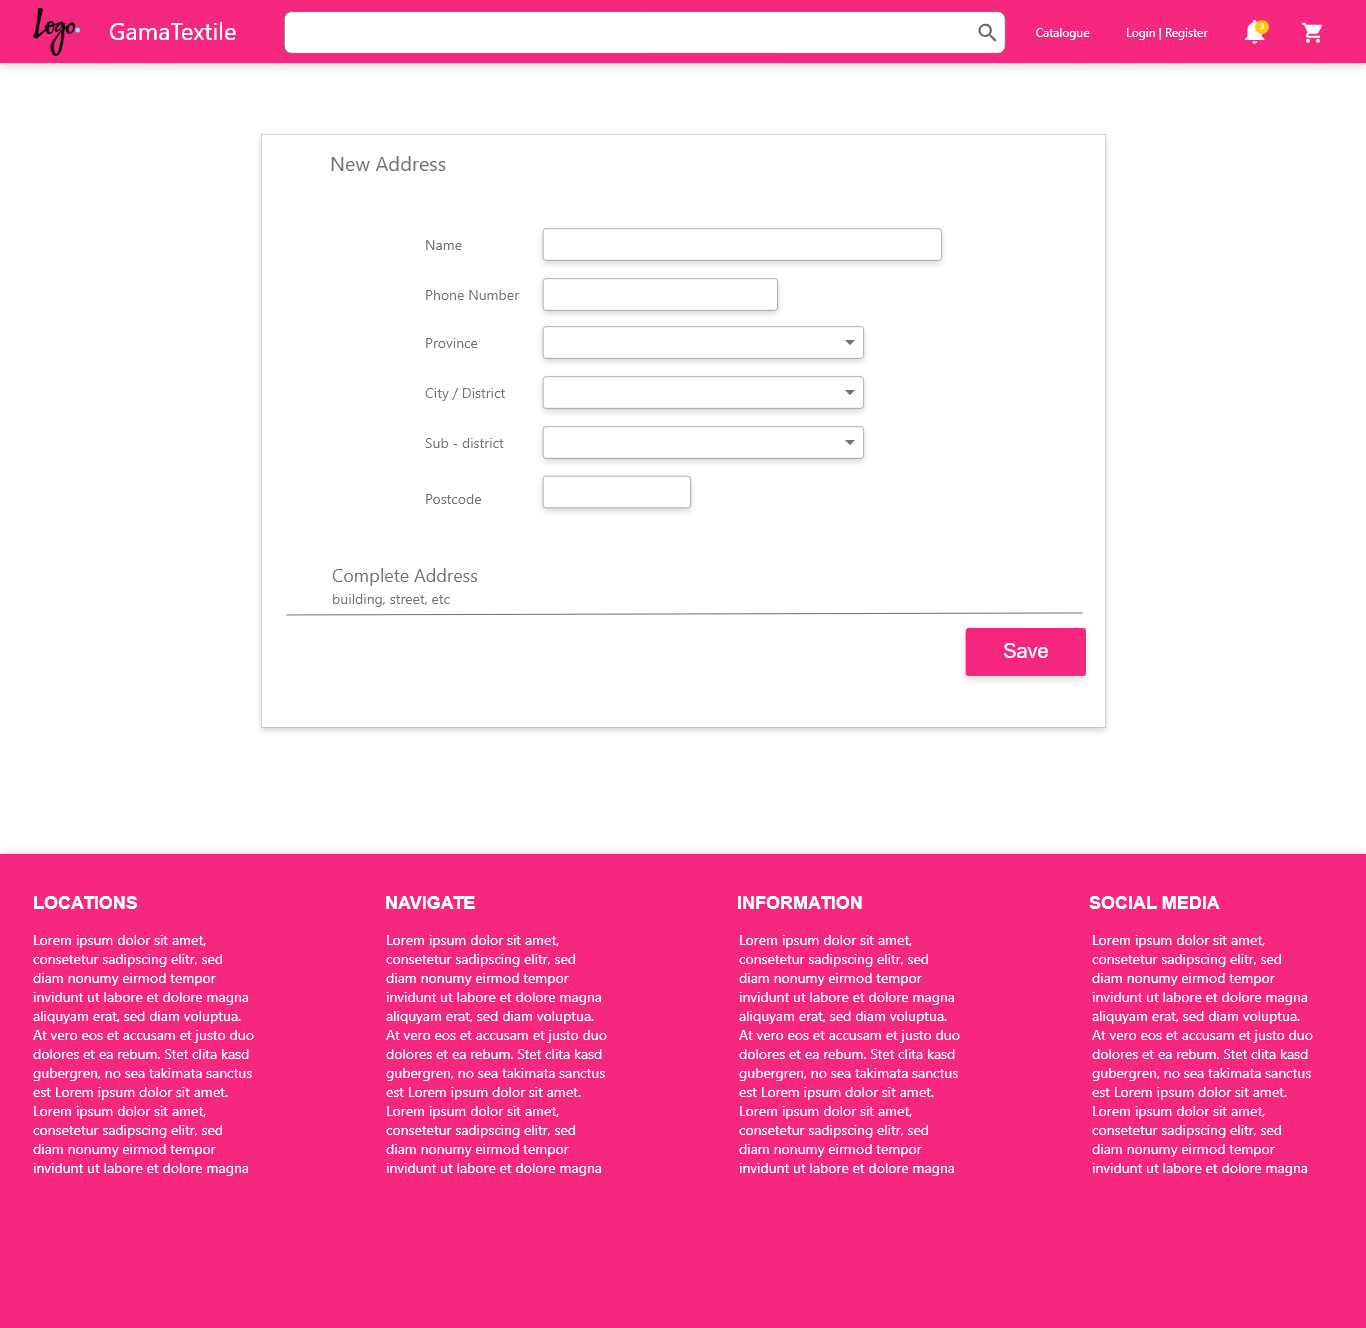 Logo.
GamaTextile
Catalogue
Login | Register
3
New Address
Name
Phone Number
Province
City / District
Sub - district
Postcode
Complete Address
building, street, etc
Save
LOCATIONS
Lorem ipsum dolor sit amet,
consetetur sadipscing elitr, sed
diam nonumy eirmod tempor
invidunt ut labore et dolore magna
aliquyam erat, sed diam voluptua.
At vero eos et accusam et justo duo
dolores et ea rebum. Stet clita kasd
gubergren, no sea takimata sanctus
est Lorem ipsum dolor sit amet.
Lorem ipsum dolor sit amet,
consetetur sadipscing elitr, sed
diam nonumy eirmod tempor
invidunt ut labore et dolore magna
NAVIGATE
Lorem ipsum dolor sit amet,
consetetur sadipscing elitr, sed
diam nonumy eirmod tempor
invidunt ut labore et dolore magna
aliquyam erat, sed diam voluptua.
At vero eos et accusam et justo duo
dolores et ea rebum. Stet clita kasd
gubergren, no sea takimata sanctus
est Lorem ipsum dolor sit amet.
Lorem ipsum dolor sit amet,
consetetur sadipscing elitr, sed
diam nonumy eirmod tempor
invidunt ut labore et dolore magna
INFORMATION
Lorem ipsum dolor sit amet,
consetetur sadipscing elitr, sed
diam nonumy eirmod tempor
invidunt ut labore et dolore magna
aliquyam erat, sed diam voluptua.
At vero eos et accusam et justo duo
dolores et ea rebum. Stet clita kasd
gubergren, no sea takimata sanctus
est Lorem ipsum dolor sit amet.
Lorem ipsum dolor sit amet,
consetetur sadipscing elitr, sed
diam nonumy eirmod tempor
invidunt ut labore et dolore magna
SOCIAL MEDIA
Lorem ipsum dolor sit amet,
consetetur sadipscing elitr, sed
diam nonumy eirmod tempor
invidunt ut labore et dolore magna
aliquyam erat, sed diam voluptua.
At vero eos et accusam et justo duo
dolores et ea rebum. Stet clita kasd
gubergren, no sea takimata sanctus
est Lorem ipsum dolor sit amet.
Lorem ipsum dolor sit amet,
consetetur sadipscing elitr, sed
diam nonumy eirmod tempor
invidunt ut labore et dolore magna